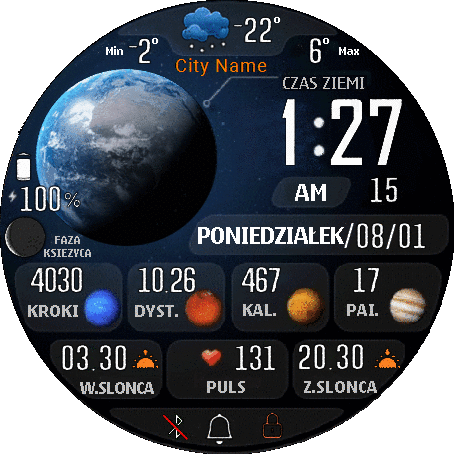 -22°
Min -2°
6° Max
City Name
CZAS ZIEMI
1:27
AM 15
100%
FAZA
KSIEZYCA
PONIEDZIAŁEK/08/01
4030
KROKI
10.26
DYST.
467
KAL.
17
PAI.
03.30
W.SLONCA
131
PULS
20.30
Z.SLONCA